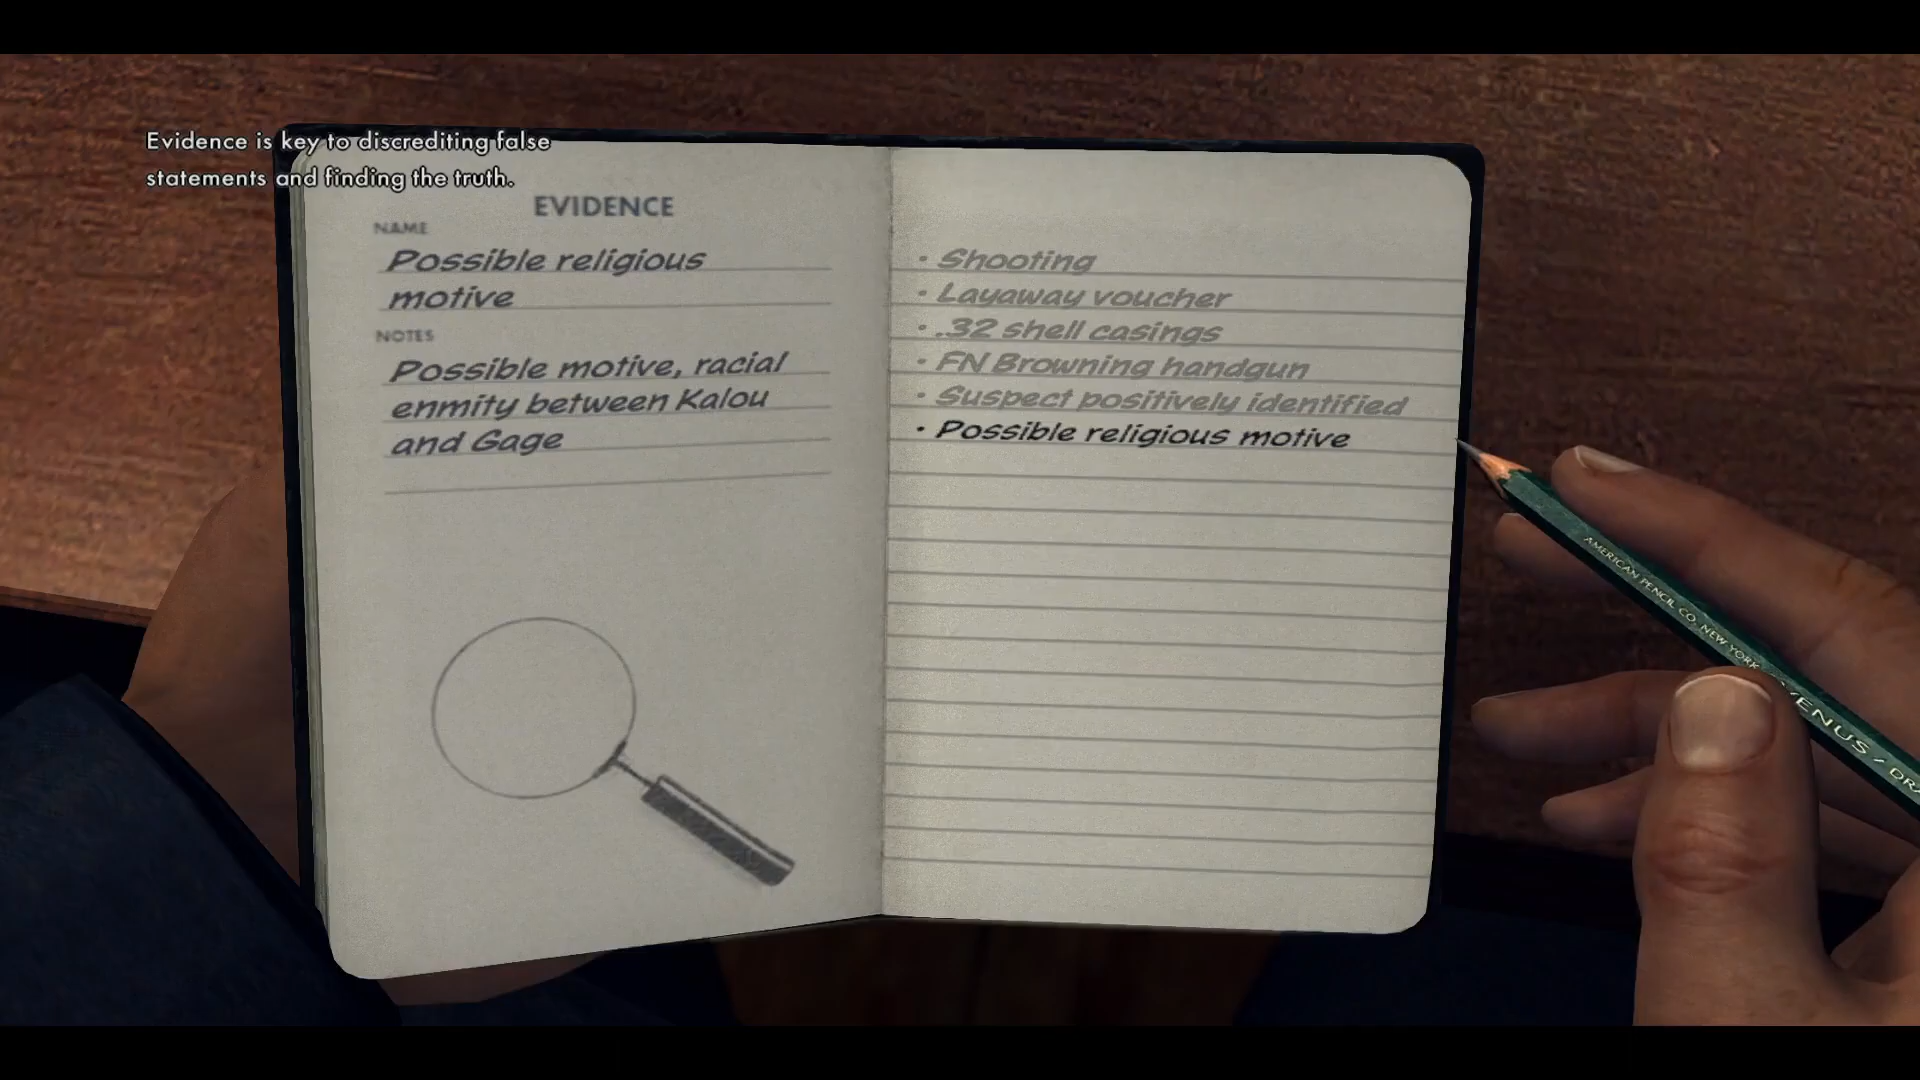 Evidence is key to discrediting false
statements and finding the truth.
EVIDENCE
NAME
Possible religious
motive
NOTES
Possible motive, racial
enmity between Kalou
and Gage
• Shooting
• Layaway voucher
• .32 shell casings
• FN Browning handgun
• Suspect positively identified
• Possible religious motive
AMERICAN PENCIL CO. NEW YORK
VENUS / DRA